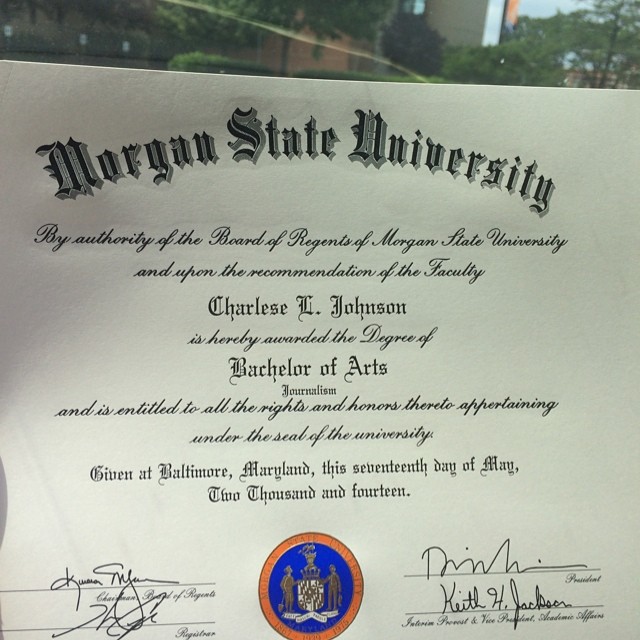 Morgan State University
By authority of the Board of Regents of Morgan State University
and upon the recommendation of the Faculty
Charlese L. Johnson
is hereby awarded the Degree of
Bachelor of Arts
Journalism
and is entitled to all the rights and honors thereto appertaining
under the seal of the university.
Given at Baltimore, Maryland, this seventeenth day of May,
Two Thousand and fourteen.
Chairman, Board of Regents
Registrar
STATE UNIVERSITY
President
Keith H. Jackson
Interim Provost & Vice President, Academic Affairs